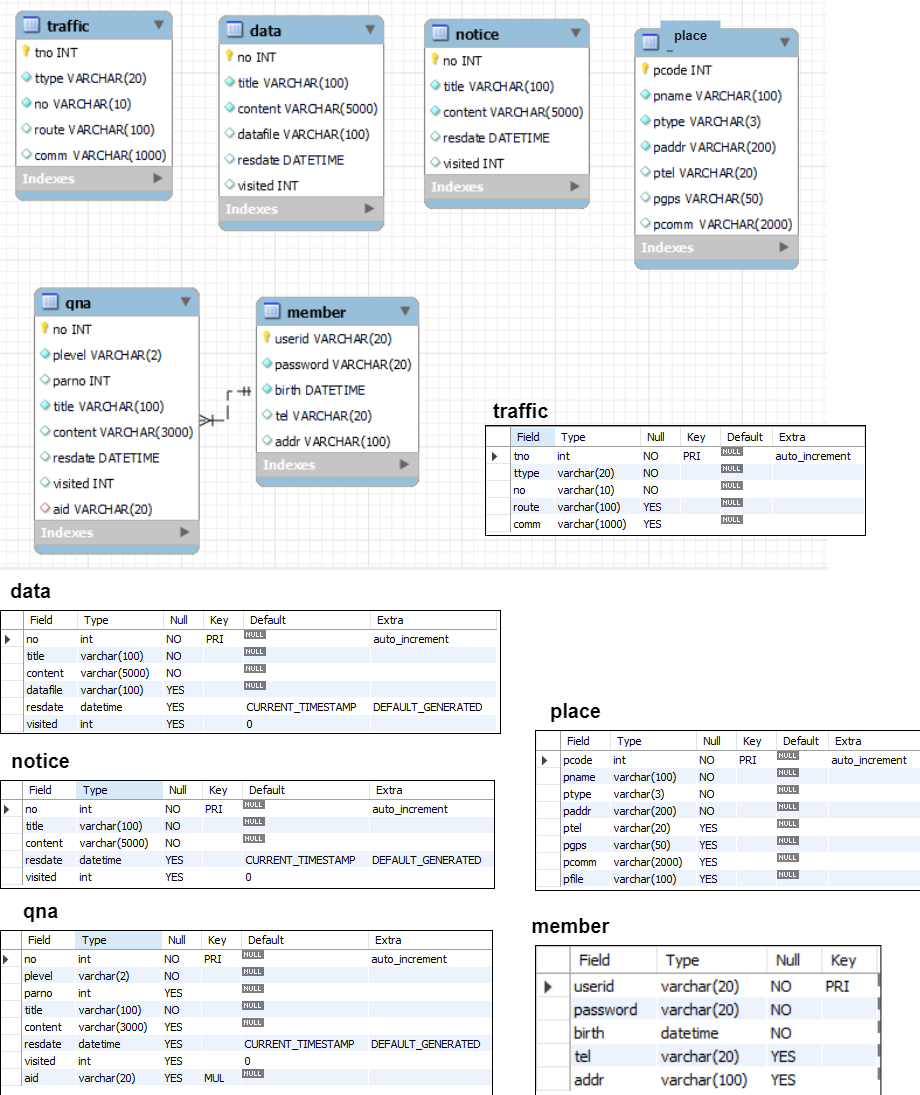 traffic
tno INT
ttype VARCHAR(20)
no VARCHAR(10)
route VARCHAR(100)
comm VARCHAR(1000)
Indexes
data
no INT
title VARCHAR(100)
content VARCHAR(5000)
datafile VARCHAR(100)
resdate DATETIME
visited INT
Indexes
notice
no INT
title VARCHAR(100)
content VARCHAR(5000)
resdate DATETIME
visited INT
Indexes
place
pcode INT
pname VARCHAR(100)
ptype VARCHAR(3)
paddr VARCHAR(200)
ptel VARCHAR(20)
pgps VARCHAR(50)
pcomm VARCHAR(2000)
Indexes
qna
no INT
plevel VARCHAR(2)
parno INT
title VARCHAR(100)
content VARCHAR(3000)
resdate DATETIME
visited INT
aid VARCHAR(20)
Indexes
member
userid VARCHAR(20)
password VARCHAR(20)
birth DATETIME
tel VARCHAR(20)
addr VARCHAR(100)
Indexes
traffic
Field Type Null Key Default Extra
tno int NO PRI NULL auto_increment
ttype varchar(20) NO NULL
no varchar(10) NO NULL
route varchar(100) YES NULL
comm varchar(1000) YES NULL
data
Field Type Null Key Default Extra
no int NO PRI NULL auto_increment
title varchar(100) NO NULL
content varchar(5000) NO NULL
datafile varchar(100) YES NULL
resdate datetime YES CURRENT_TIMESTAMP DEFAULT_GENERATED
visited int YES 0
notice
Field Type Null Key Default Extra
no int NO PRI NULL auto_increment
title varchar(100) NO NULL
content varchar(5000) NO NULL
resdate datetime YES CURRENT_TIMESTAMP DEFAULT_GENERATED
visited int YES 0
place
Field Type Null Key Default Extra
pcode int NO PRI NULL auto_increment
pname varchar(100) NO NULL
ptype varchar(3) NO NULL
paddr varchar(200) NO NULL
ptel varchar(20) YES NULL
pgps varchar(50) YES NULL
pcomm varchar(2000) YES NULL
pfile varchar(100) YES NULL
qna
Field Type Null Key Default Extra
no int NO PRI NULL auto_increment
plevel varchar(2) NO NULL
parno int YES NULL
title varchar(100) NO NULL
content varchar(3000) YES NULL
resdate datetime YES CURRENT_TIMESTAMP DEFAULT_GENERATED
visited int YES 0
aid varchar(20) YES MUL NULL
member
Field Type Null Key
userid varchar(20) NO PRI
password varchar(20) NO
birth datetime NO
tel varchar(20) YES
addr varchar(100) YES